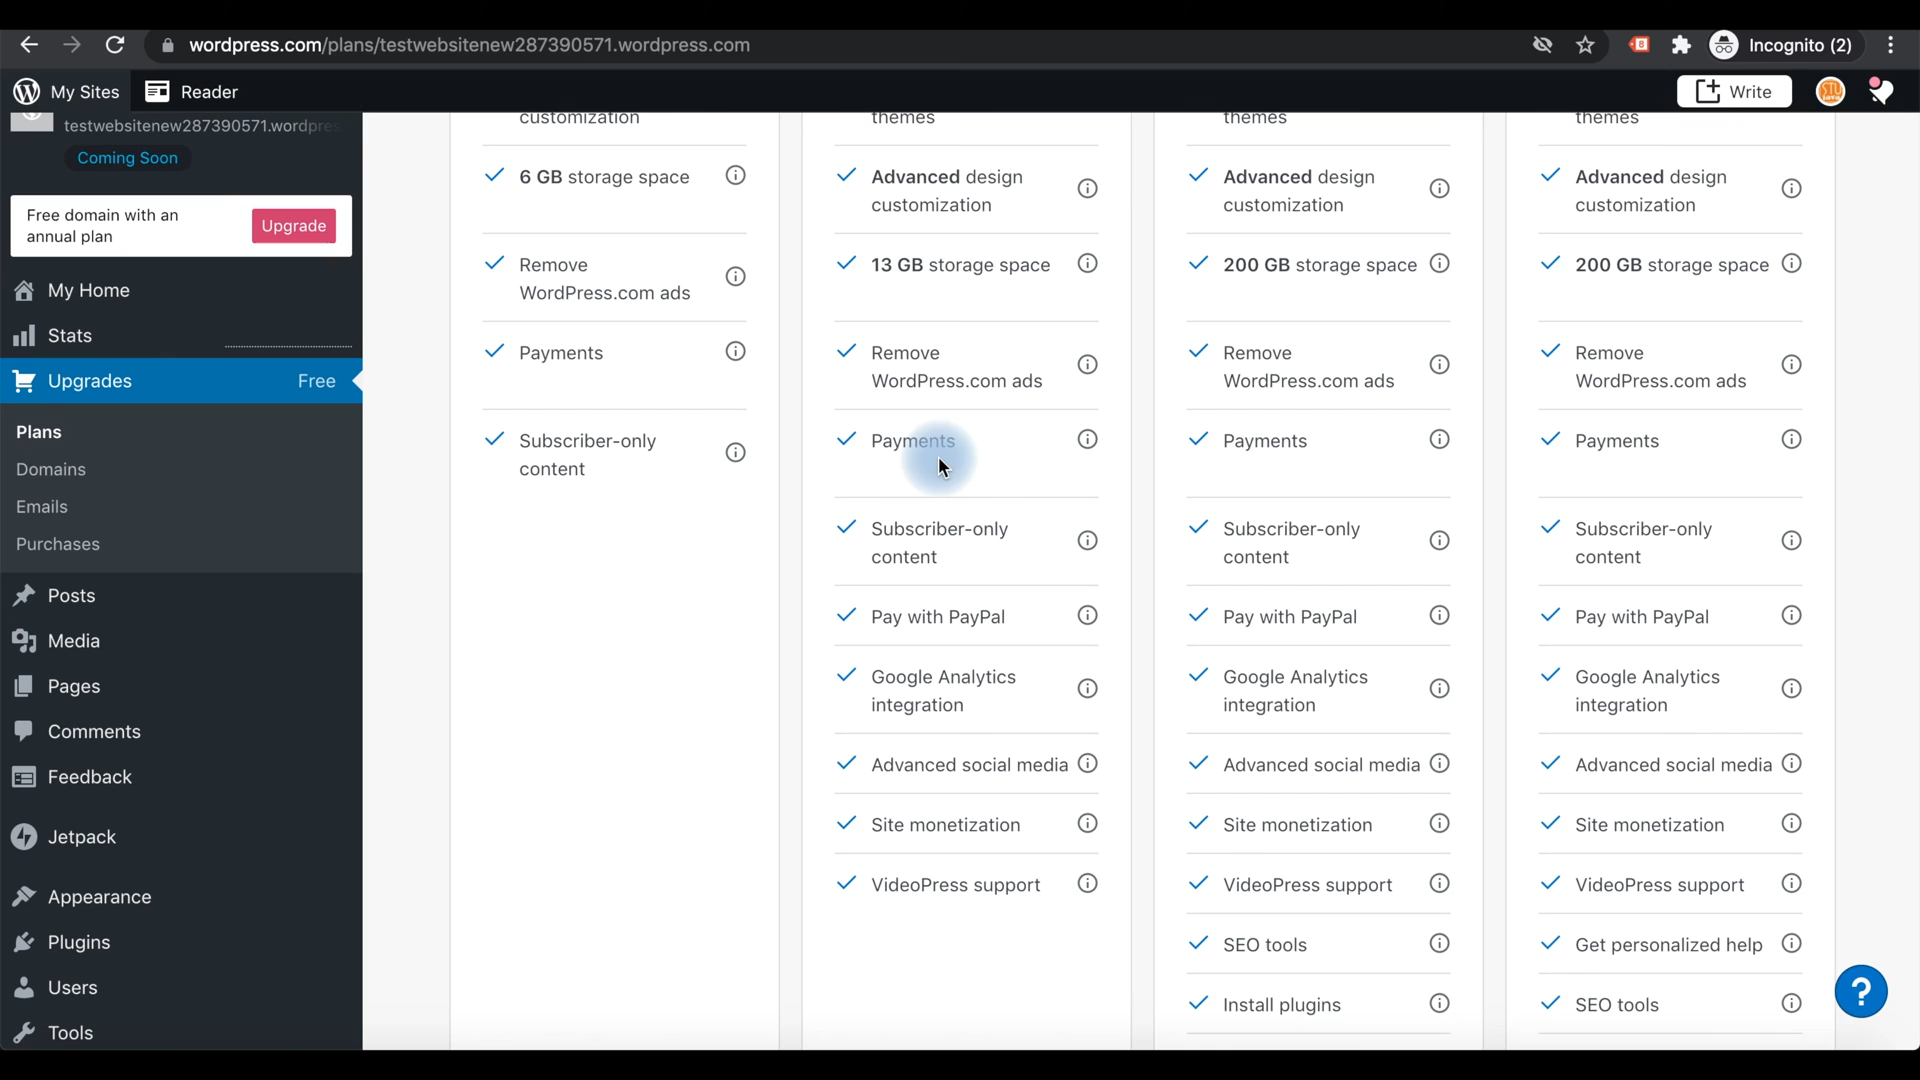 wordpress.com/plans/testwebsitenew287390571.wordpress.com
Incognito (2)
My Sites
Reader
Write
testwebsitenew287390571.wordpres
Coming Soon
Free domain with an
annual plan
Upgrade
My Home
Stats
Upgrades
Free
Plans
Domains
Emails
Purchases
Posts
Media
Pages
Comments
Feedback
Jetpack
Appearance
Plugins
Users
Tools
customization
6 GB storage space
Remove
WordPress.com ads
Payments
Subscriber-only
content
themes
Advanced design
customization
13 GB storage space
Remove
WordPress.com ads
Payments
Subscriber-only
content
Pay with PayPal
Google Analytics
integration
Advanced social media
Site monetization
VideoPress support
themes
Advanced design
customization
200 GB storage space
Remove
WordPress.com ads
Payments
Subscriber-only
content
Pay with PayPal
Google Analytics
integration
Advanced social media
Site monetization
VideoPress support
SEO tools
Install plugins
themes
Advanced design
customization
200 GB storage space
Remove
WordPress.com ads
Payments
Subscriber-only
content
Pay with PayPal
Google Analytics
integration
Advanced social media
Site monetization
VideoPress support
Get personalized help
SEO tools
?